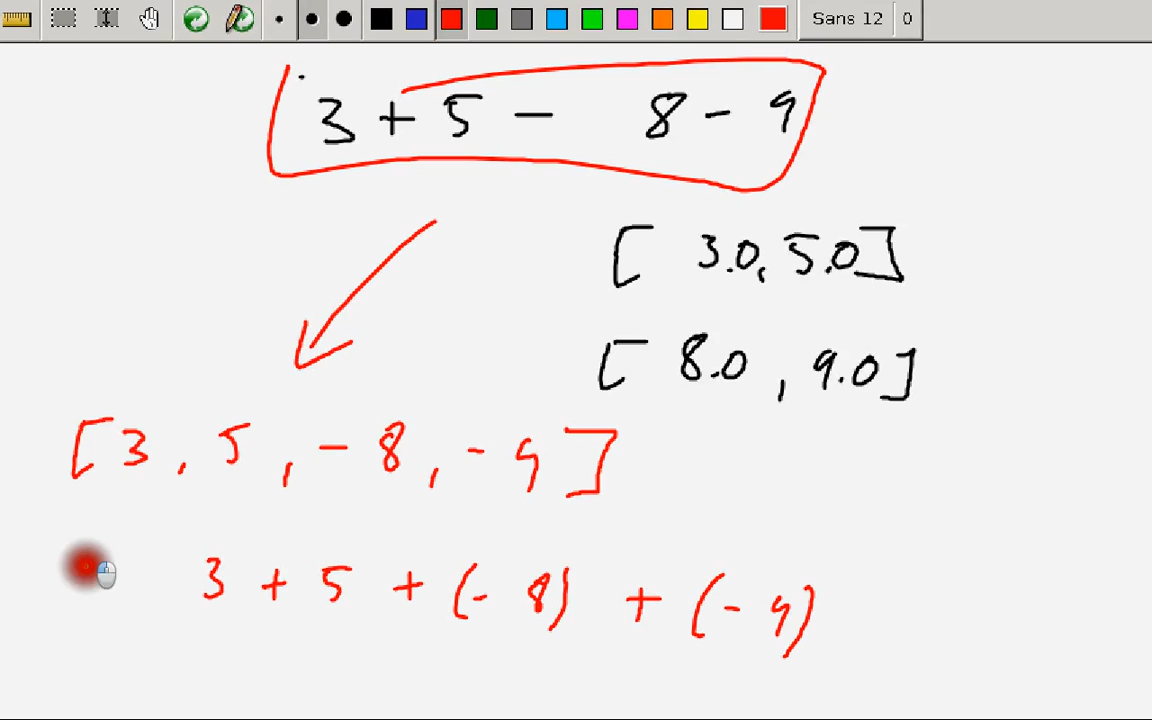 Sans 12 0
3 + 5 - 8 - 9
[ 3.0, 5.0]
[ 8.0 , 9.0]
[ 3 , 5 , - 8 , - 9 ]
3 + 5 + (- 8) + (- 9)